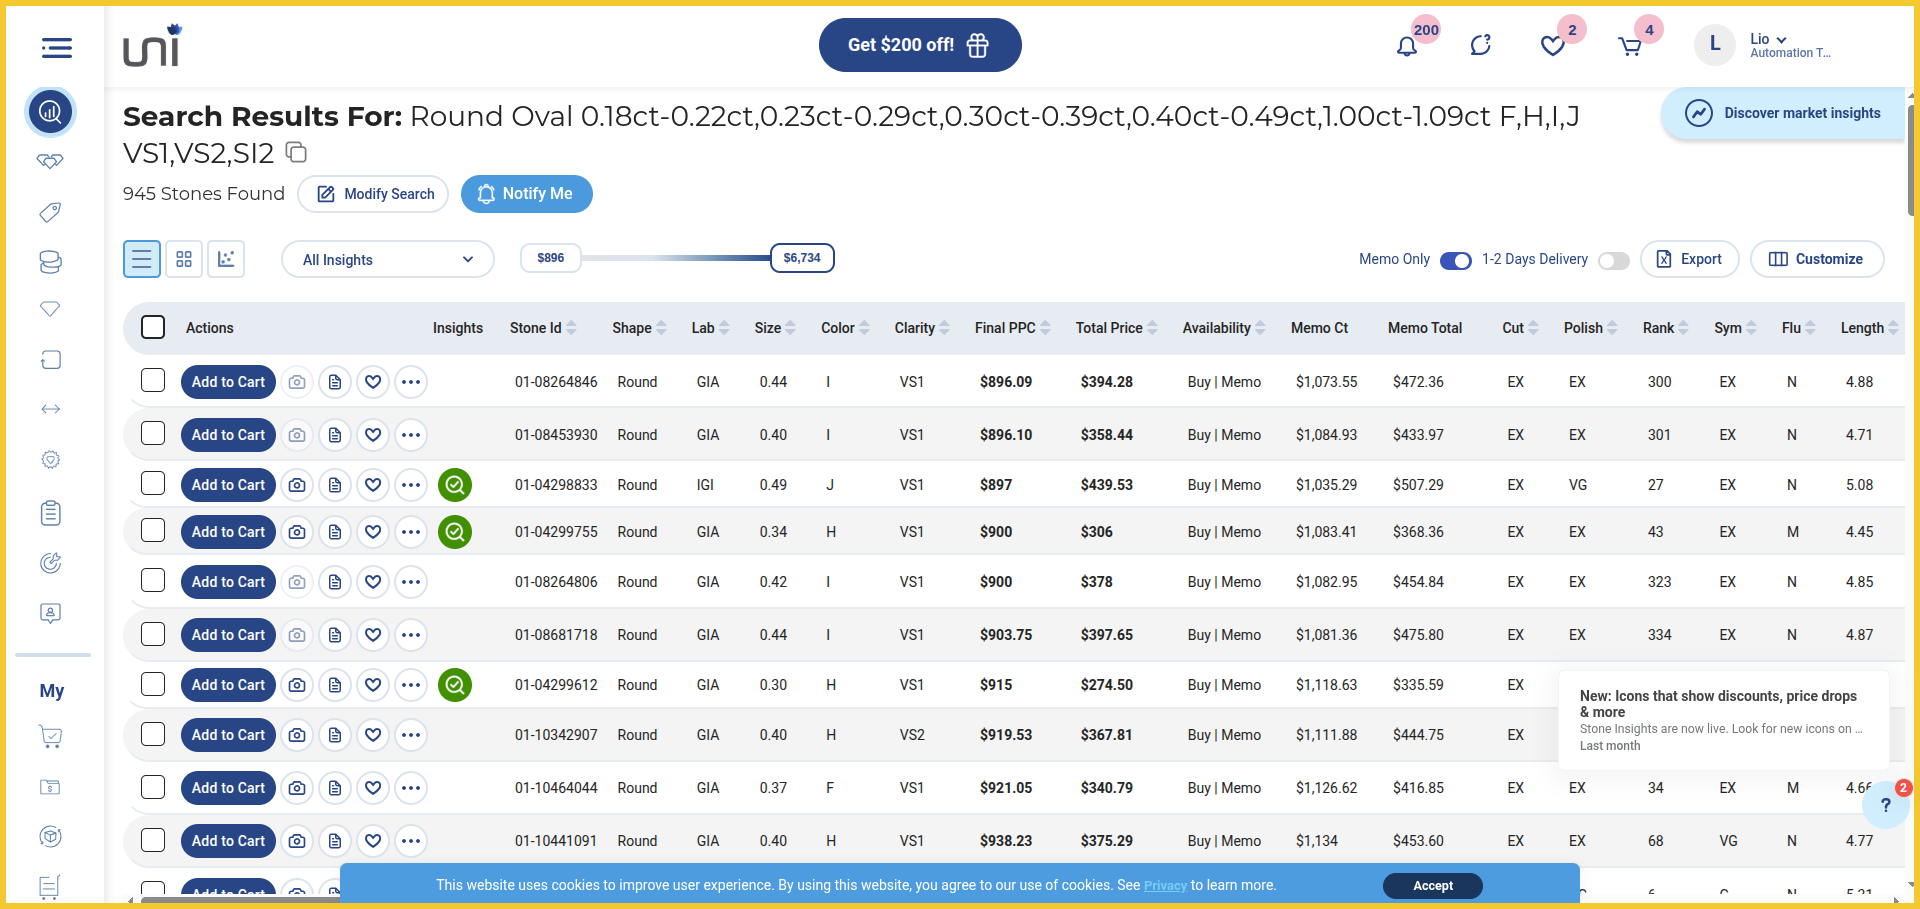 uni
Get $200 off!
200
2
4
L
Lio
Automation T...
Search Results For: Round Oval 0.18ct-0.22ct,0.23ct-0.29ct,0.30ct-0.39ct,0.40ct-0.49ct,1.00ct-1.09ct F,H,I,J
VS1,VS2,SI2
Discover market insights
945 Stones Found
Modify Search
Notify Me
All Insights
$896
$6,734
Memo Only
1-2 Days Delivery
Export
Customize
Actions Insights Stone Id Shape Lab Size Color Clarity Final PPC Total Price Availability Memo Ct Memo Total Cut Polish Rank Sym Flu Length
Add to Cart 01-08264846 Round GIA 0.44 I VS1 $896.09 $394.28 Buy | Memo $1,073.55 $472.36 EX EX 300 EX N 4.88
Add to Cart 01-08453930 Round GIA 0.40 I VS1 $896.10 $358.44 Buy | Memo $1,084.93 $433.97 EX EX 301 EX N 4.71
Add to Cart 01-04298833 Round IGI 0.49 J VS1 $897 $439.53 Buy | Memo $1,035.29 $507.29 EX VG 27 EX N 5.08
Add to Cart 01-04299755 Round GIA 0.34 H VS1 $900 $306 Buy | Memo $1,083.41 $368.36 EX EX 43 EX M 4.45
Add to Cart 01-08264806 Round GIA 0.42 I VS1 $900 $378 Buy | Memo $1,082.95 $454.84 EX EX 323 EX N 4.85
Add to Cart 01-08681718 Round GIA 0.44 I VS1 $903.75 $397.65 Buy | Memo $1,081.36 $475.80 EX EX 334 EX N 4.87
Add to Cart 01-04299612 Round GIA 0.30 H VS1 $915 $274.50 Buy | Memo $1,118.63 $335.59 EX
Add to Cart 01-10342907 Round GIA 0.40 H VS2 $919.53 $367.81 Buy | Memo $1,111.88 $444.75 EX
Add to Cart 01-10464044 Round GIA 0.37 F VS1 $921.05 $340.79 Buy | Memo $1,126.62 $416.85 EX EX 34 EX M 4.66
Add to Cart 01-10441091 Round GIA 0.40 H VS1 $938.23 $375.29 Buy | Memo $1,134 $453.60 EX EX 68 VG N 4.77
Add to Cart
My
New: Icons that show discounts, price drops
& more
Stone Insights are now live. Look for new icons on ...
Last month
2
?
This website uses cookies to improve user experience. By using this website, you agree to our use of cookies. See Privacy to learn more.
Accept